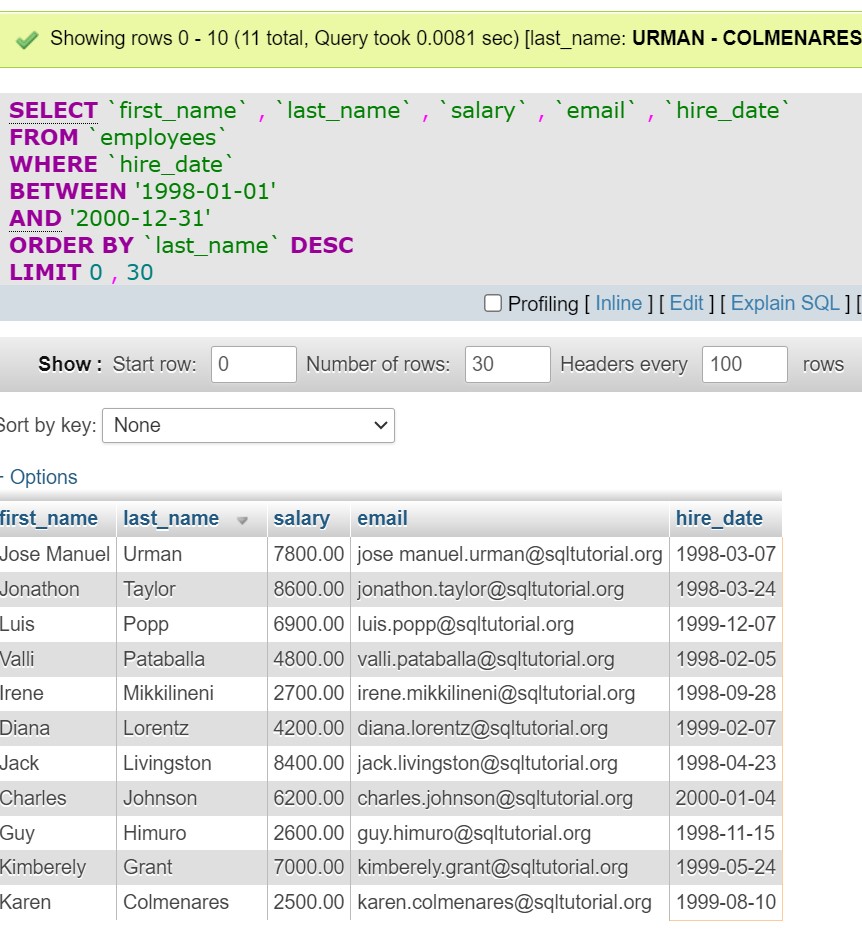 Showing rows 0 - 10 (11 total, Query took 0.0081 sec) [last_name: URMAN - COLMENARES
SELECT `first_name` , `last_name` , `salary` , `email` , `hire_date`
FROM `employees`
WHERE `hire_date`
BETWEEN '1998-01-01'
AND '2000-12-31'
ORDER BY `last_name` DESC
LIMIT 0 , 30
Profiling [ Inline ] [ Edit ] [ Explain SQL ] [
Show : Start row: 0 Number of rows: 30 Headers every 100 rows
Sort by key: None
+ Options
first_name last_name salary email hire_date
Jose Manuel Urman 7800.00 jose manuel.urman@sqltutorial.org 1998-03-07
Jonathon Taylor 8600.00 jonathon.taylor@sqltutorial.org 1998-03-24
Luis Popp 6900.00 luis.popp@sqltutorial.org 1999-12-07
Valli Pataballa 4800.00 valli.pataballa@sqltutorial.org 1998-02-05
Irene Mikkilineni 2700.00 irene.mikkilineni@sqltutorial.org 1998-09-28
Diana Lorentz 4200.00 diana.lorentz@sqltutorial.org 1999-02-07
Jack Livingston 8400.00 jack.livingston@sqltutorial.org 1998-04-23
Charles Johnson 6200.00 charles.johnson@sqltutorial.org 2000-01-04
Guy Himuro 2600.00 guy.himuro@sqltutorial.org 1998-11-15
Kimberely Grant 7000.00 kimberely.grant@sqltutorial.org 1999-05-24
Karen Colmenares 2500.00 karen.colmenares@sqltutorial.org 1999-08-10